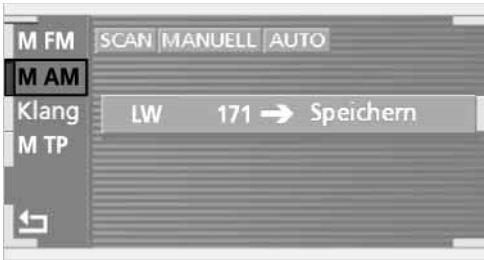 M FM SCAN MANUELL AUTO
M AM
Klang LW 171 → Speichern
M TP